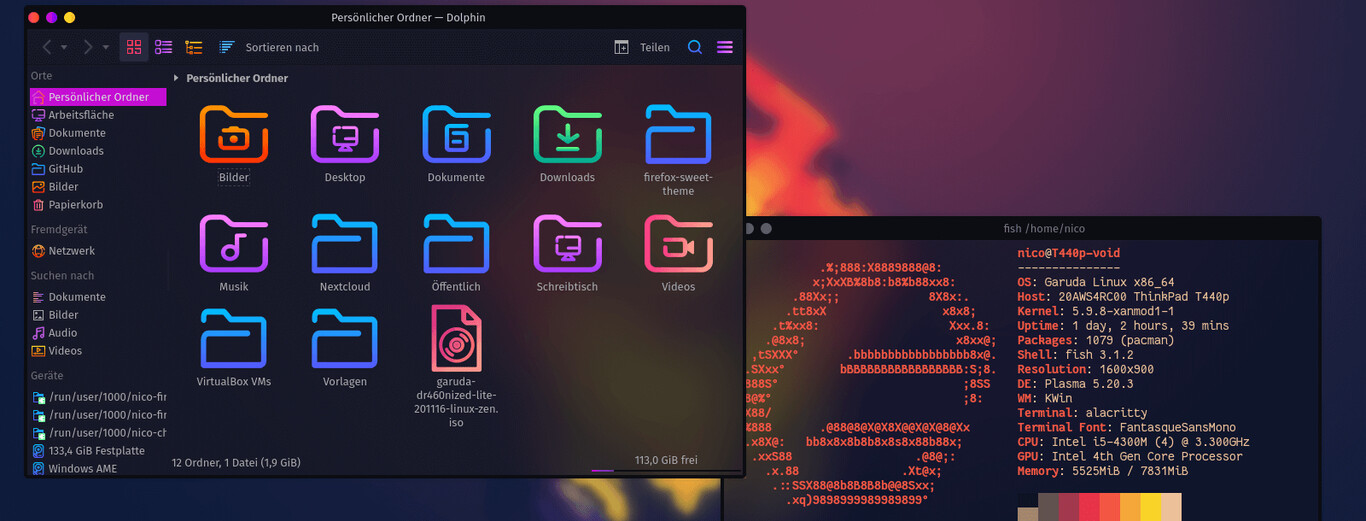 Persönlicher Ordner — Dolphin
Sortieren nach
Teilen
Orte
Persönlicher Ordner
Arbeitsfläche
Dokumente
Downloads
GitHub
Bilder
Papierkorb
Fremdgerät
Netzwerk
Suchen nach
Dokumente
Bilder
Audio
Videos
Geräte
/run/user/1000/nico-fir
/run/user/1000/nico-fir
/run/user/1000/nico-ch
133,4 GiB Festplatte
Windows AME
Persönlicher Ordner
Bilder
Desktop
Dokumente
Downloads
firefox-sweet-
theme
Musik
Nextcloud
Öffentlich
Schreibtisch
Videos
VirtualBox VMs
Vorlagen
garuda-
dr460nized-lite-
201116-linux-zen.
iso
12 Ordner, 1 Datei (1,9 GiB)
113,0 GiB frei
fish /home/nico
nico@T440p-void
---------------
OS: Garuda Linux x86_64
Host: 20AWS4RC00 ThinkPad T440p
Kernel: 5.9.8-xanmod1-1
Uptime: 1 day, 2 hours, 39 mins
Packages: 1079 (pacman)
Shell: fish 3.1.2
Resolution: 1600x900
DE: Plasma 5.20.3
WM: KWin
Terminal: alacritty
Terminal Font: FantasqueSansMono
CPU: Intel i5-4300M (4) @ 3.300GHz
GPU: Intel 4th Gen Core Processor
Memory: 5525MiB / 7831MiB